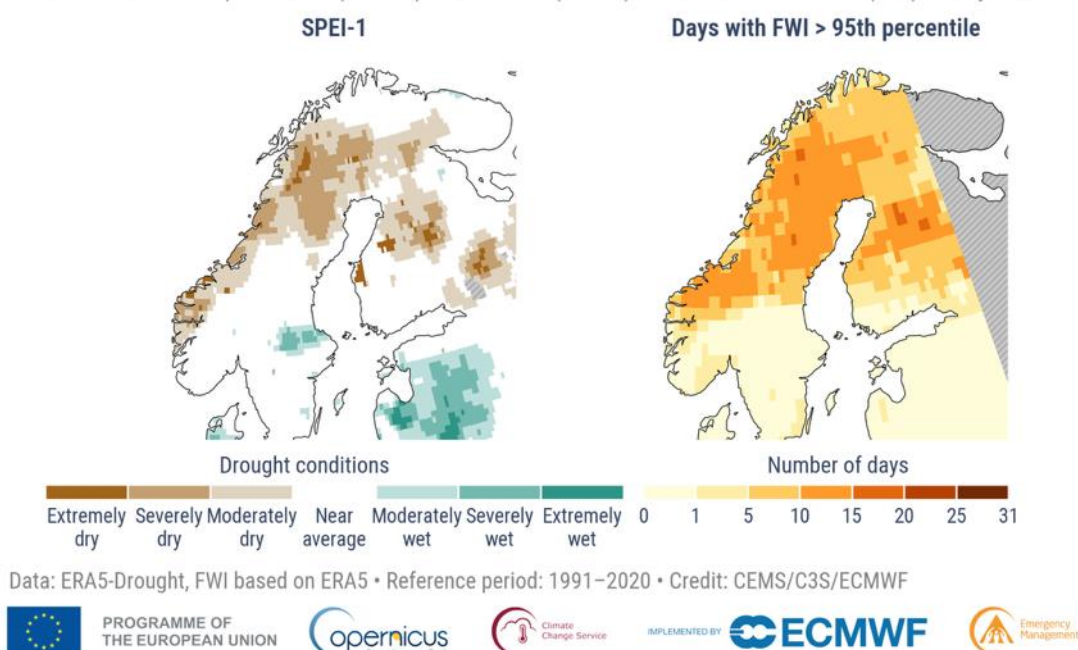 SPEI-1
Days with FWI > 95th percentile
Drought conditions
Number of days
Extremely dry
Severely dry
Moderately dry
Near average
Moderately wet
Severely wet
Extremely wet
0 1 5 10 15 20 25 31
Data: ERA5-Drought, FWI based on ERA5 • Reference period: 1991–2020 • Credit: CEMS/C3S/ECMWF
PROGRAMME OF
THE EUROPEAN UNION
opernicus
Climate
Change Service
IMPLEMENTED BY
ECMWF
Emergency
Management